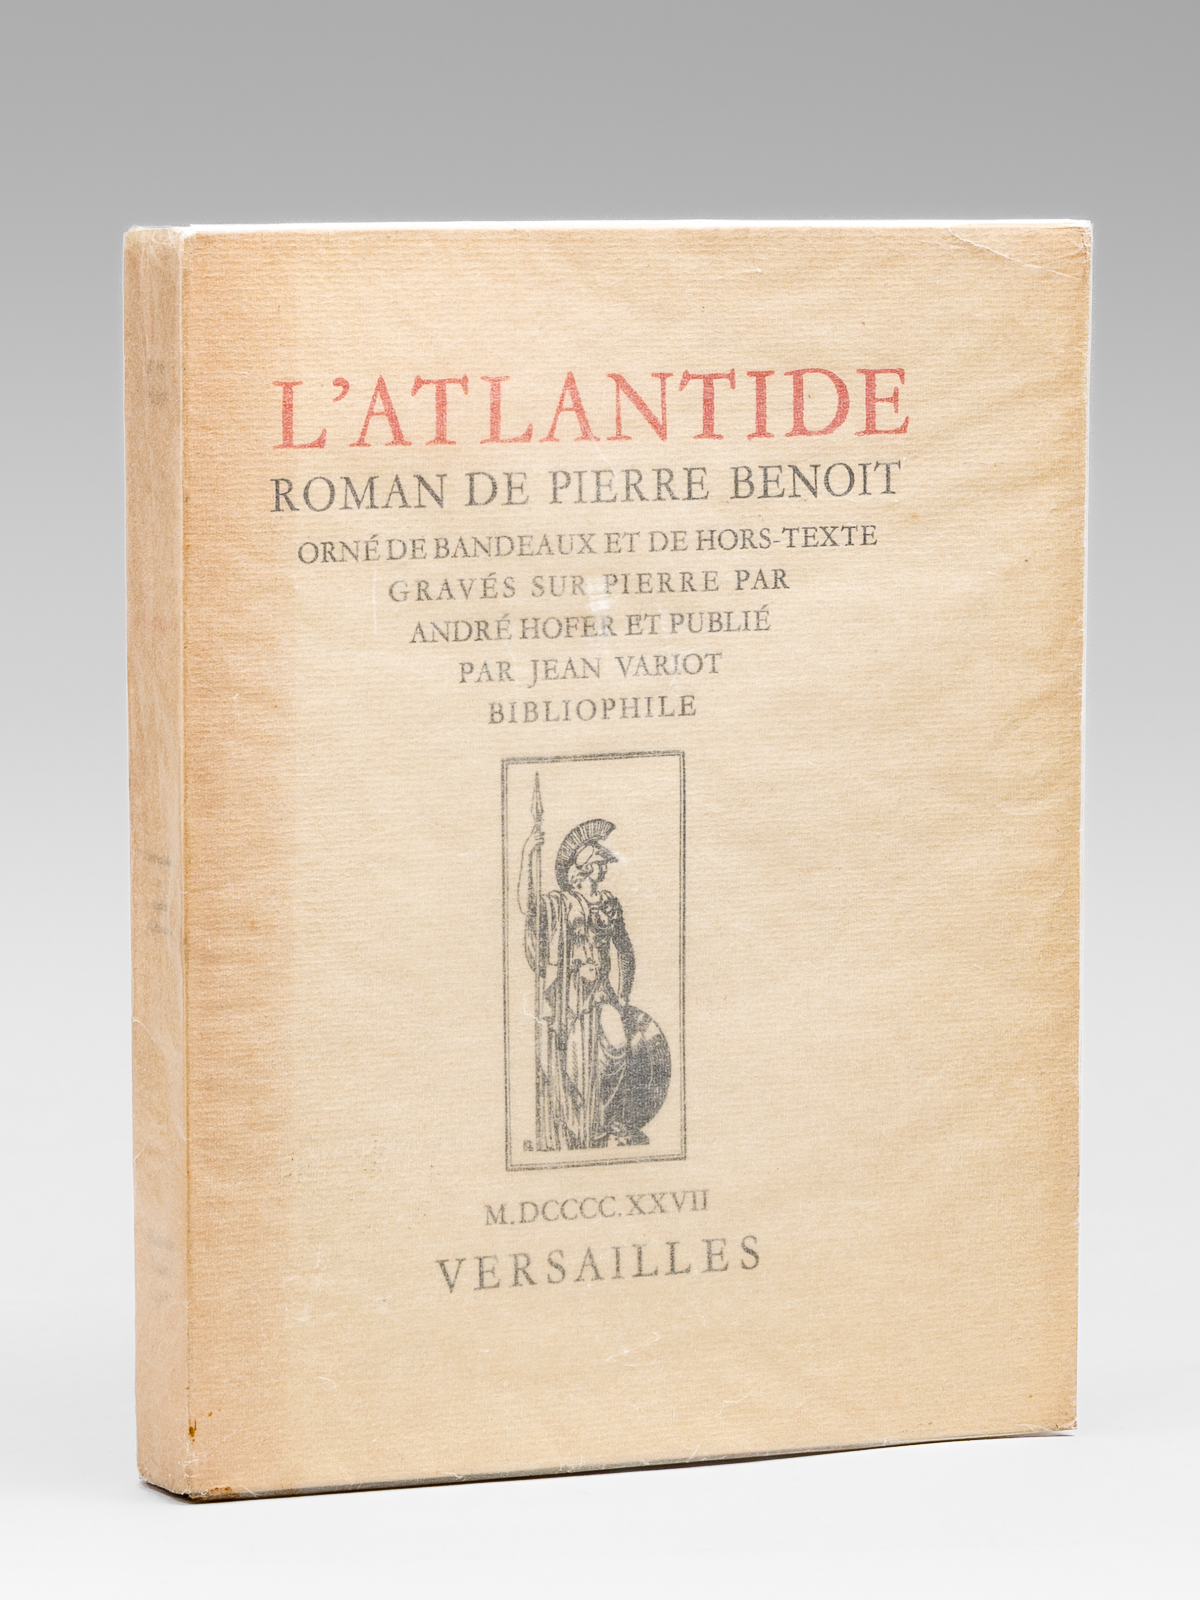 L'ATLANTIDE
ROMAN DE PIERRE BENOIT
ORNÉ DE BANDEAUX ET DE HORS-TEXTE
GRAVÉS SUR PIERRE PAR
ANDRÉ HOFER ET PUBLIÉ
PAR JEAN VARIOT
BIBLIOPHILE
M.DCCCC.XXVII
VERSAILLES